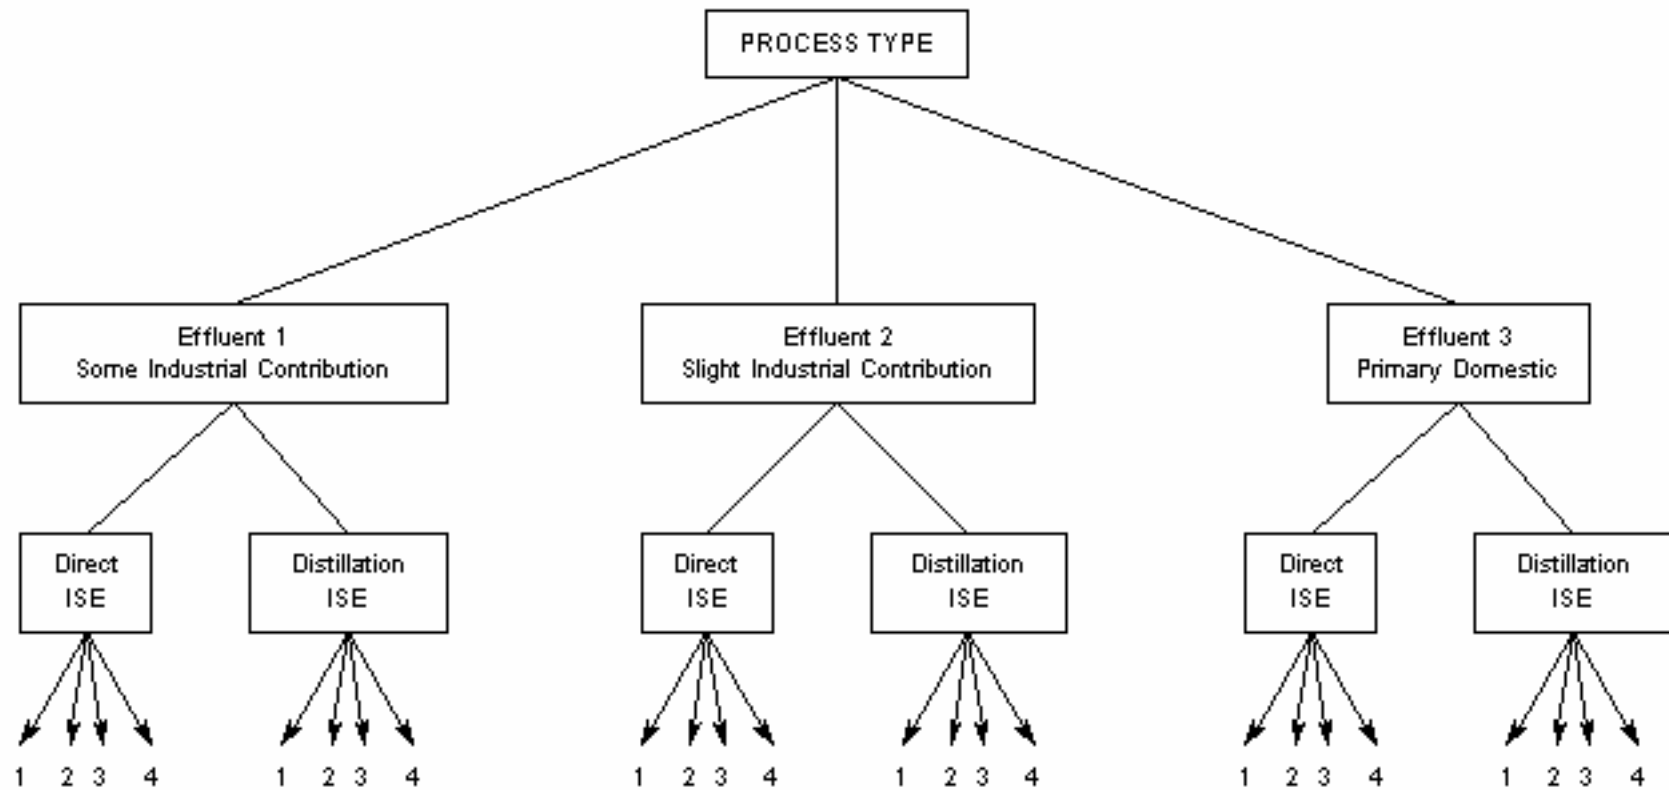 PROCESS TYPE
Effluent 1
Some Industrial Contribution
Effluent 2
Slight Industrial Contribution
Effluent 3
Primary Domestic
Direct
ISE
Distillation
ISE
Direct
ISE
Distillation
ISE
Direct
ISE
Distillation
ISE
1 2 3 4
1 2 3 4
1 2 3 4
1 2 3 4
1 2 3 4
1 2 3 4